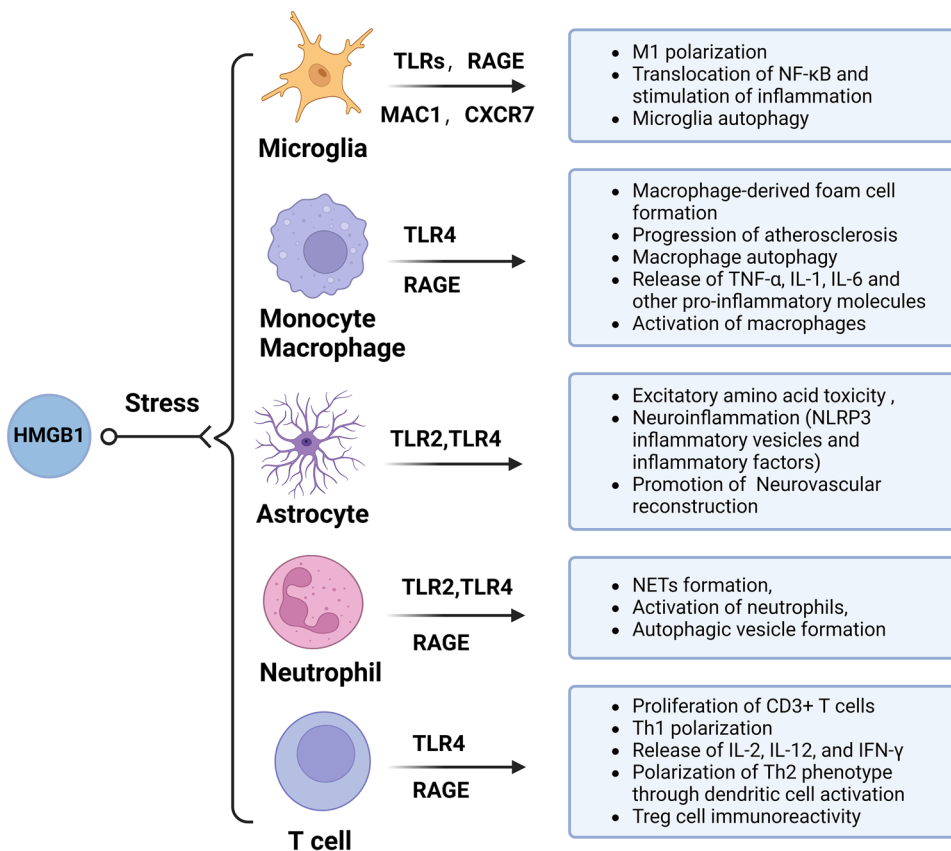 TLRs, RAGE
MAC1, CXCR7
Microglia
• M1 polarization
• Translocation of NF-κB and
stimulation of inflammation
• Microglia autophagy
TLR4
RAGE
Monocyte
Macrophage
• Macrophage-derived foam cell
formation
• Progression of atherosclerosis
• Macrophage autophagy
• Release of TNF-α, IL-1, IL-6 and
other pro-inflammatory molecules
• Activation of macrophages
HMGB1
Stress
TLR2,TLR4
Astrocyte
• Excitatory amino acid toxicity ,
• Neuroinflammation (NLRP3
inflammatory vesicles and
inflammatory factors)
• Promotion of Neurovascular
reconstruction
TLR2,TLR4
RAGE
Neutrophil
• NETs formation,
• Activation of neutrophils,
• Autophagic vesicle formation
TLR4
RAGE
T cell
• Proliferation of CD3+ T cells
• Th1 polarization
• Release of IL-2, IL-12, and IFN-γ
• Polarization of Th2 phenotype
through dendritic cell activation
• Treg cell immunoreactivity